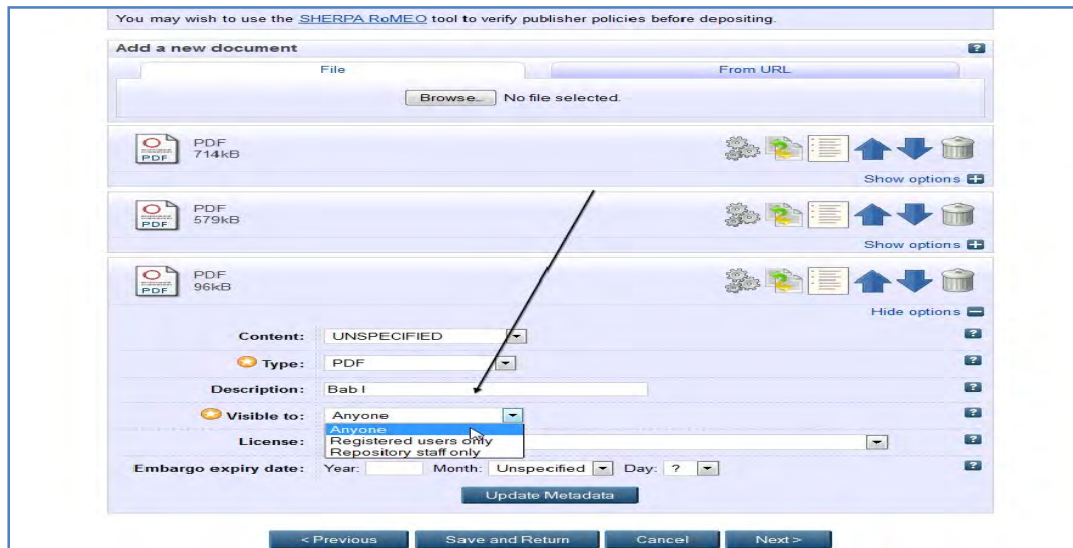 You may wish to use the SHERPA RoMEO tool to verify publisher policies before depositing.
Add a new document
File From URL
Browse... No file selected.
PDF
714kB
Show options
PDF
579kB
Show options
PDF
96kB
Hide options
Content: UNSPECIFIED
Type: PDF
Description: Bab I
Visible to: Anyone
Anyone
Registered users only
License:
Repository staff only
Embargo expiry date: Year: Month: Unspecified Day: ?
Update Metadata
< Previous Save and Return Cancel Next >